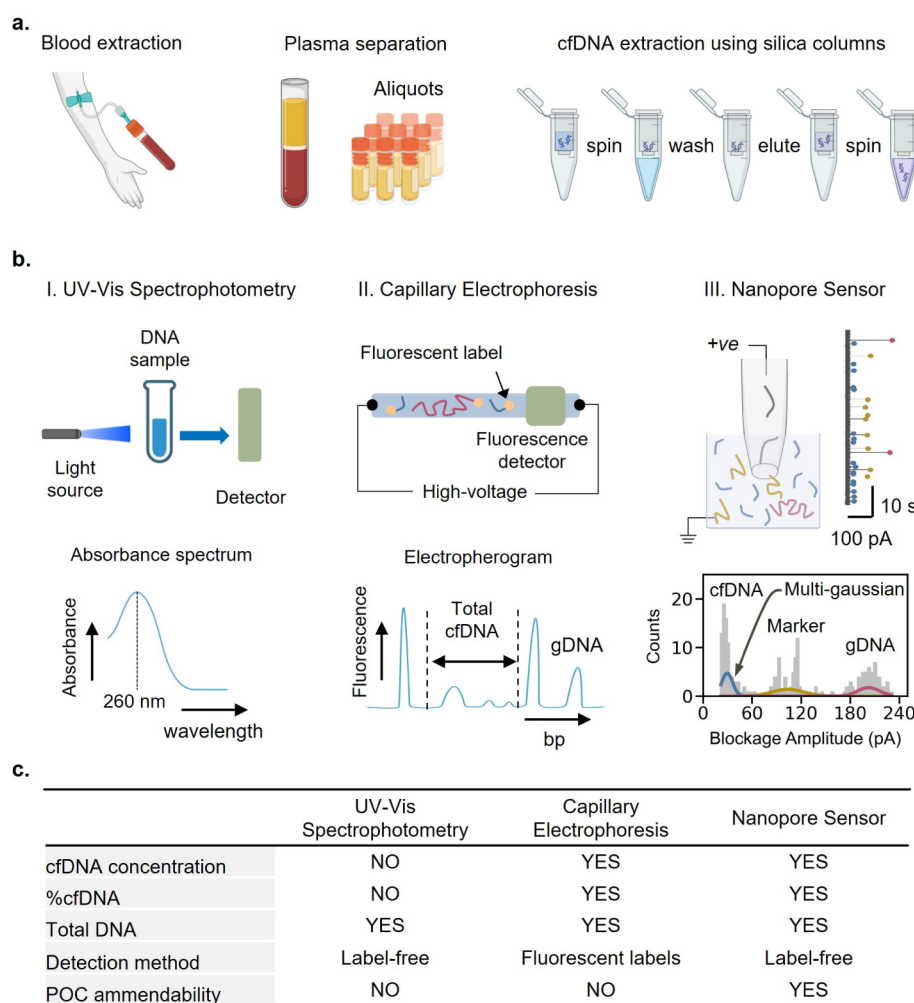 a.
Blood extraction
Plasma separation
Aliquots
cfDNA extraction using silica columns
spin
wash
elute
spin
b.
I. UV-Vis Spectrophotometry
DNA
sample
Light
source
Detector
Absorbance spectrum
Absorbance
260 nm
wavelength
II. Capillary Electrophoresis
Fluorescent label
Fluorescence
detector
High-voltage
Electropherogram
Fluorescence
Total
cfDNA
gDNA
bp
III. Nanopore Sensor
+ve
10 s
100 pA
cfDNA
Multi-gaussian
Marker
gDNA
Counts
20
10
0
0 60 120 180 240
Blockage Amplitude (pA)
c.
UV-Vis
Spectrophotometry
Capillary
Electrophoresis
Nanopore Sensor
cfDNA concentration NO YES YES
%cfDNA NO YES YES
Total DNA YES YES YES
Detection method Label-free Fluorescent labels Label-free
POC ammendability NO NO YES